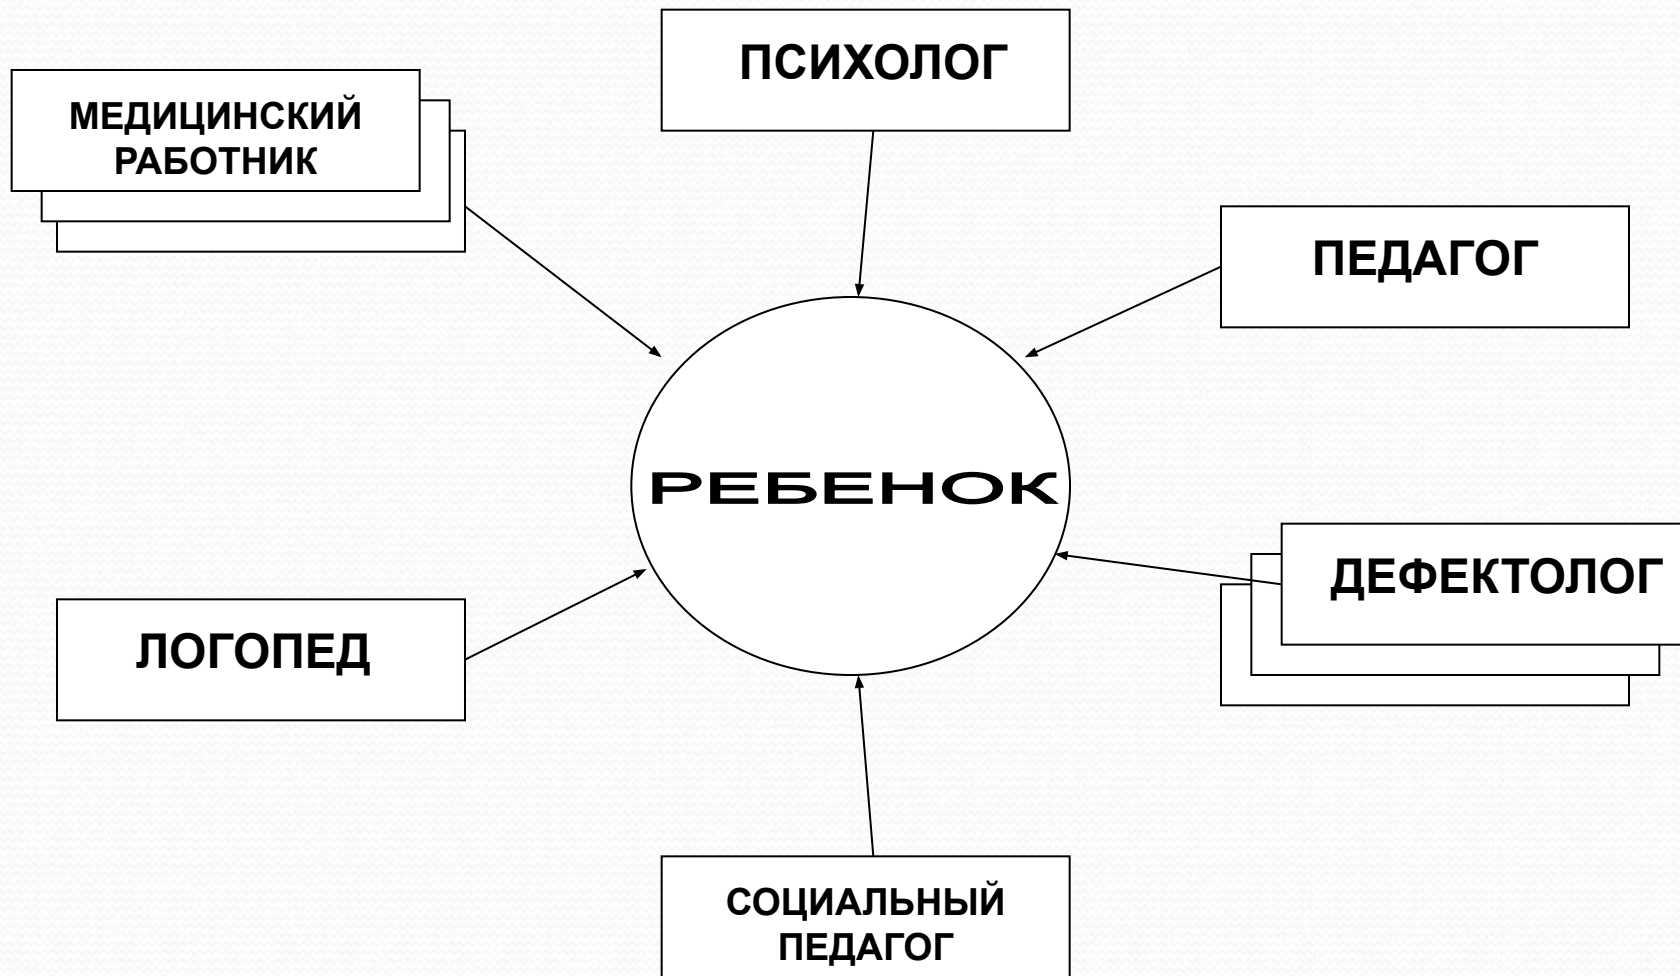 ПСИХОЛОГ
МЕДИЦИНСКИЙ
РАБОТНИК
ПЕДАГОГ
РЕБЕНОК
ДЕФЕКТОЛОГ
ЛОГОПЕД
СОЦИАЛЬНЫЙ
ПЕДАГОГ